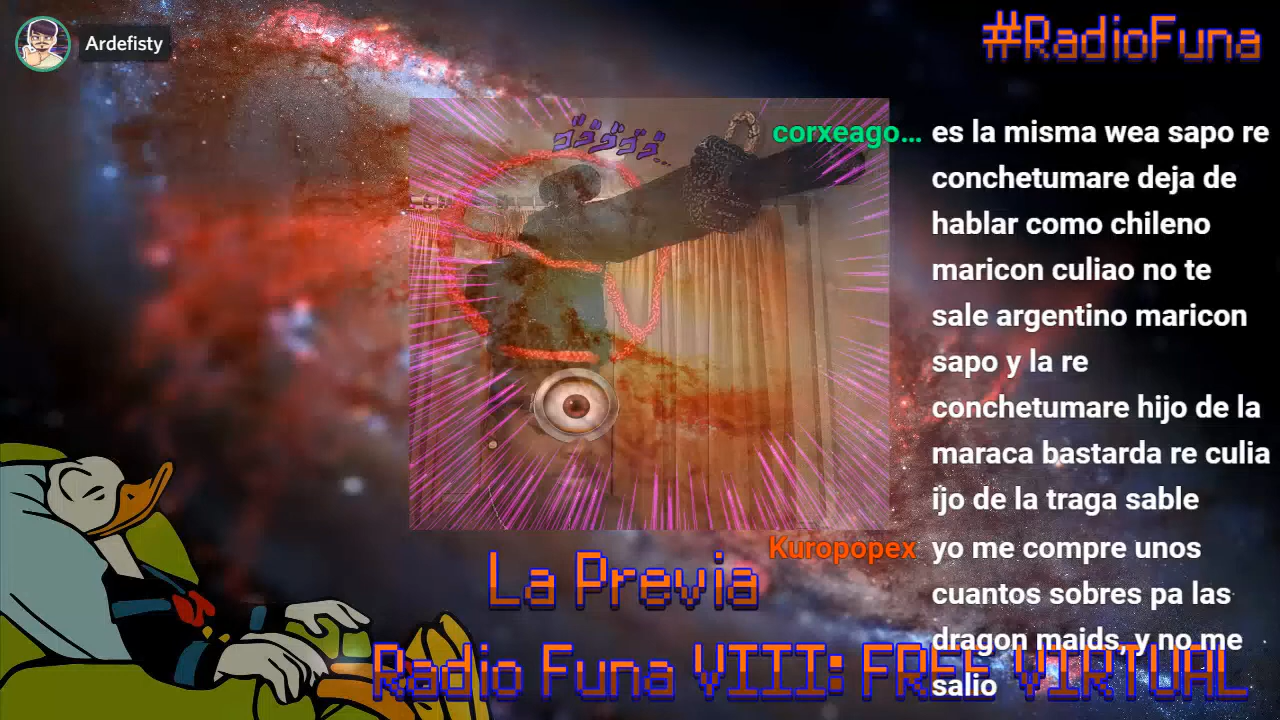 Ardefisty
#RadioFuna
corxeago… es la misma wea sapo re
conchetumare deja de
hablar como chileno
maricon culiao no te
sale argentino maricon
sapo y la re
conchetumare hijo de la
maraca bastarda re culia
ijo de la traga sable
Kuropopex yo me compre unos
cuantos sobres pa las
dragon maids, y no me
salio
La Previa
Radio Funa VIII: FREE VIRTUAL